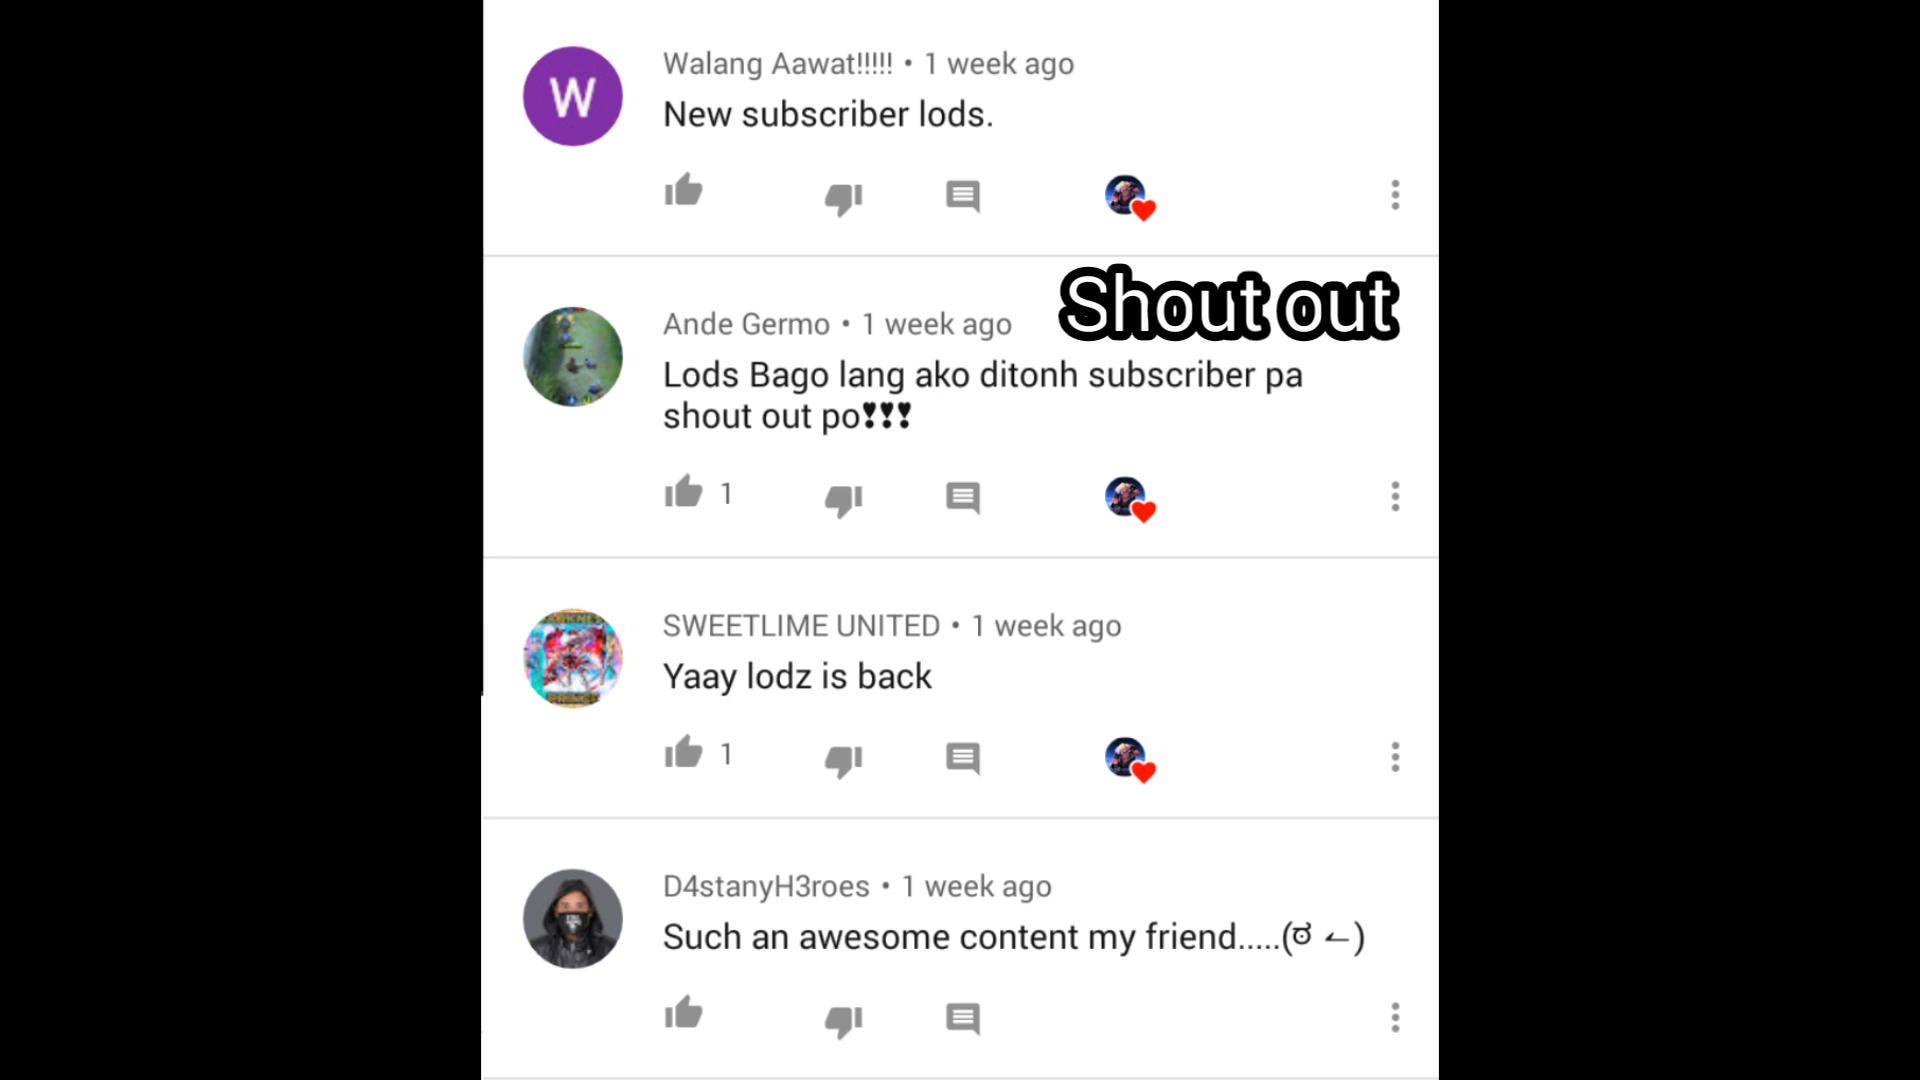 Walang Aawat!!!!! • 1 week ago
W
New subscriber lods.
Shout out
Ande Germo • 1 week ago
Lods Bago lang ako ditonh subscriber pa
shout out po❣❣❣
1
SWEETLIME UNITED • 1 week ago
Yaay lodz is back
1
D4stanyH3roes • 1 week ago
Such an awesome content my friend.....(ಠ ↼)